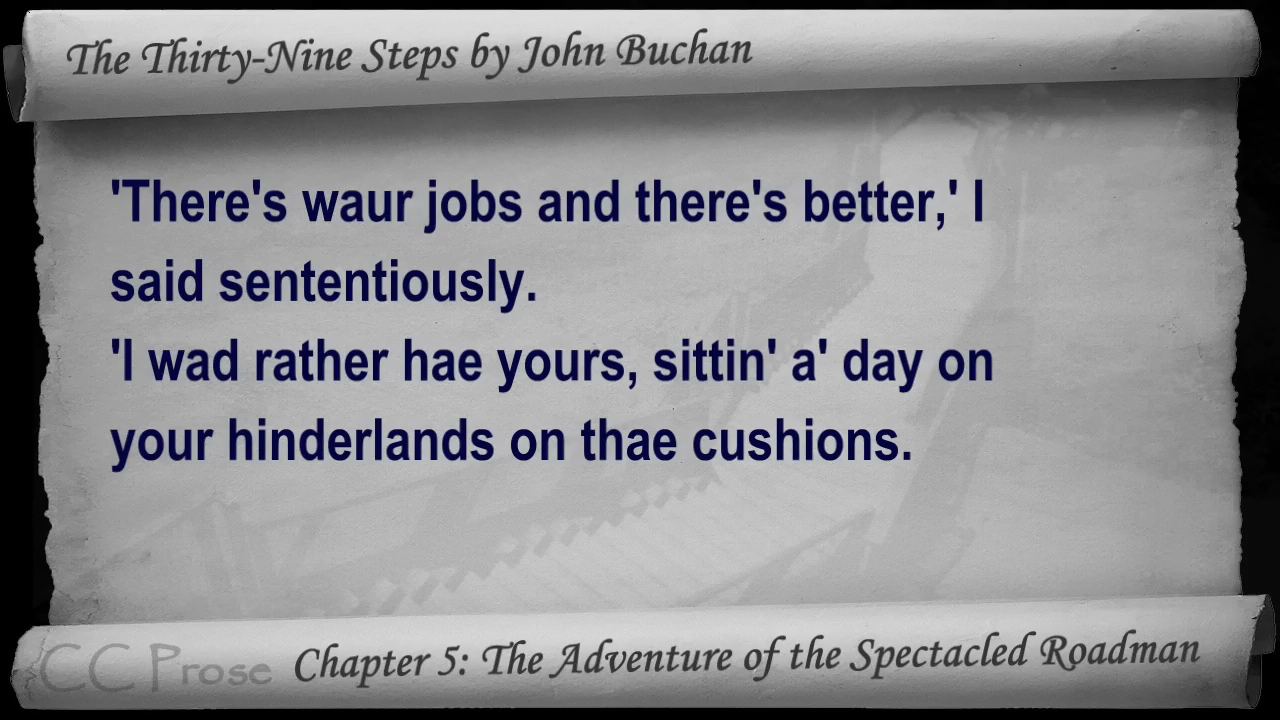 The Thirty-Nine Steps by John Buchan
'There's waur jobs and there's better,' I
said sententiously.
'I wad rather hae yours, sittin' a' day on
your hinderlands on thae cushions.
CC Prose
Chapter 5: The Adventure of the Spectacled Roadman